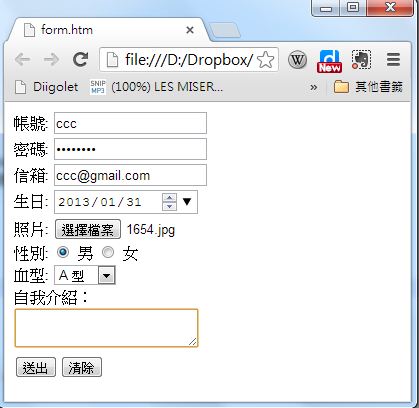 form.htm
file:///D:/Dropbox/
W
d
New
Diigolet
SNIP MP3
(100%) LES MISER...
»
其他書籤
帳號: ccc
密碼: ••••••••
信箱: ccc@gmail.com
生日: 2013/01/31
照片: 選擇檔案 1654.jpg
性別: 男 女
血型: A 型
自我介紹：
送出 清除